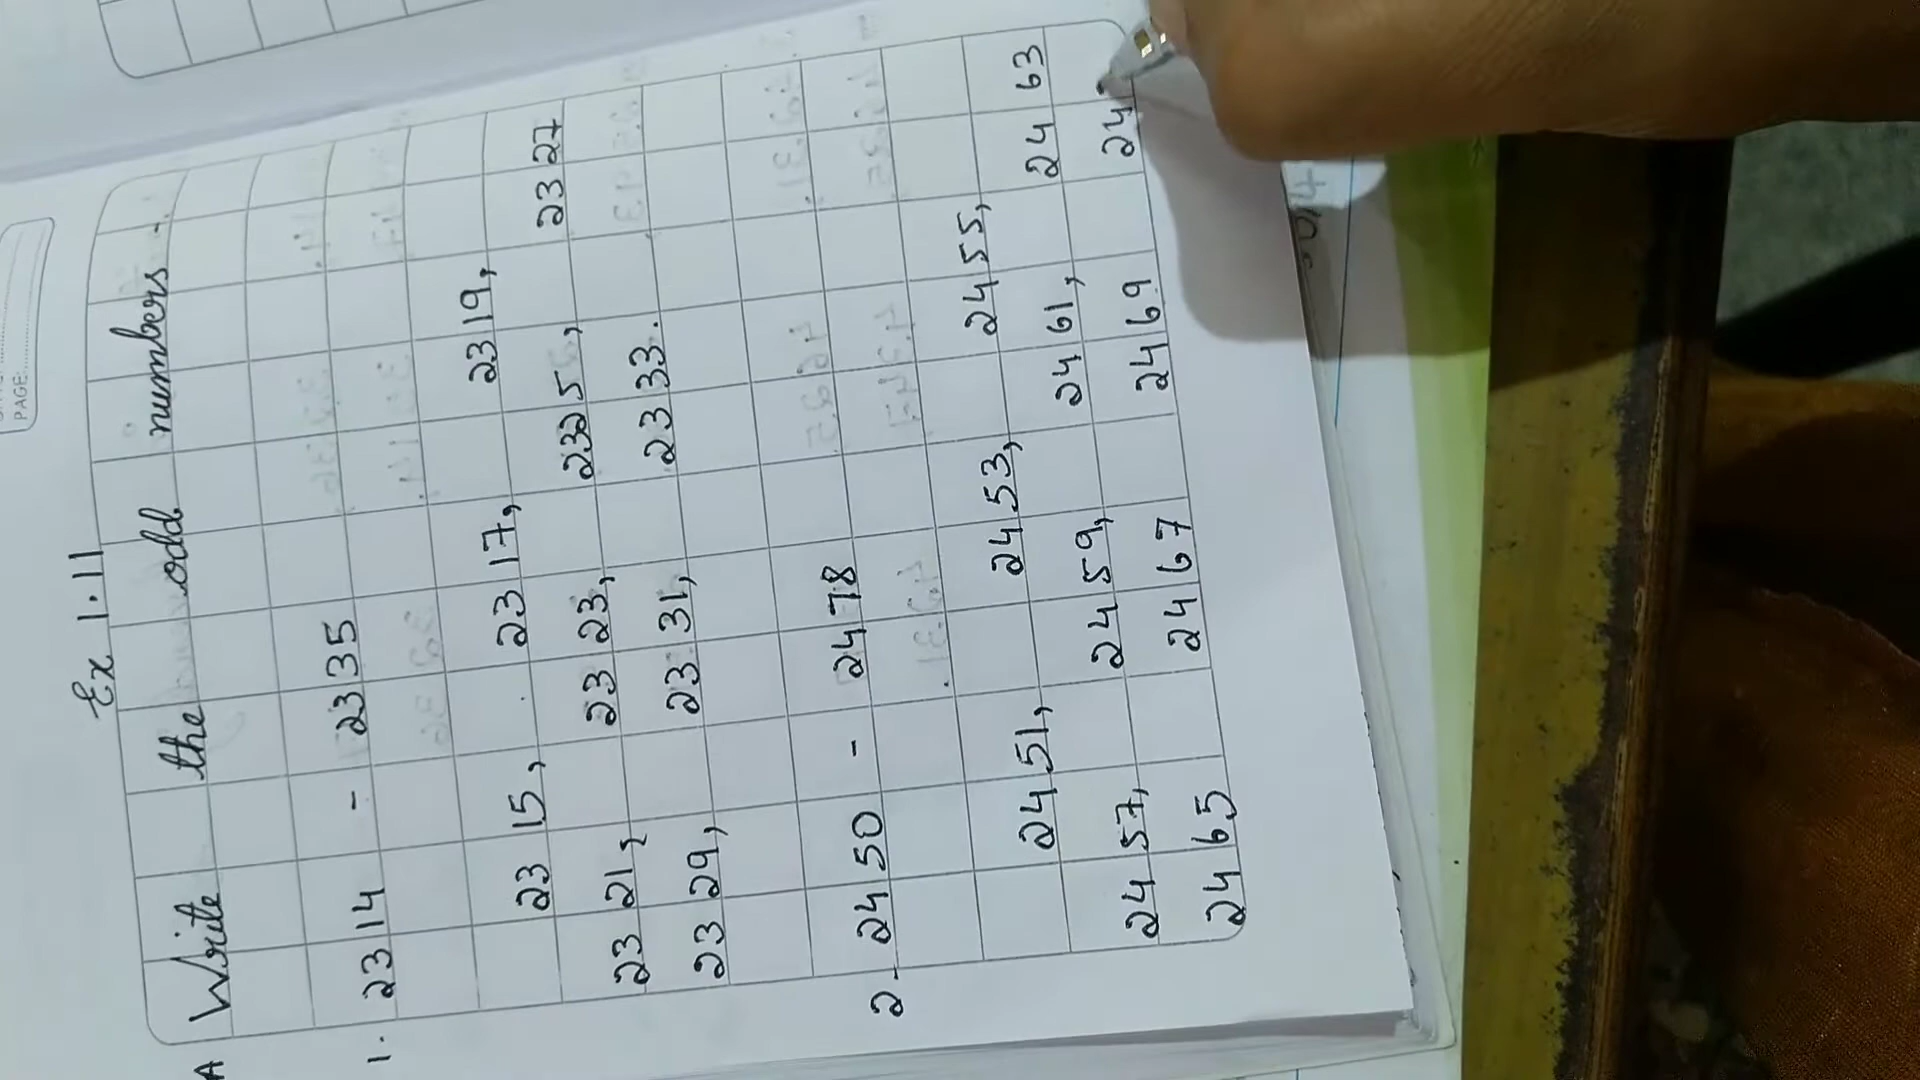 PAGE:
Ex 1.11
A Write the odd numbers
1. 2314 - 2335
2315, 2317, 2319,
2321, 2323, 2325, 2327
2329, 2331, 2333.
2. 2450 - 2478
2451, 2453, 2455,
2457, 2459, 2461, 2463
2465 2467 2469 24